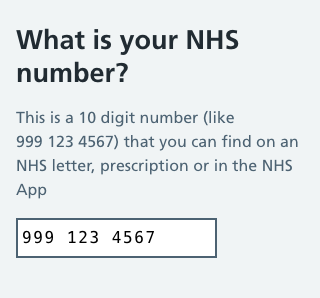 What is your NHS
number?
This is a 10 digit number (like
999 123 4567) that you can find on an
NHS letter, prescription or in the NHS
App
999 123 4567